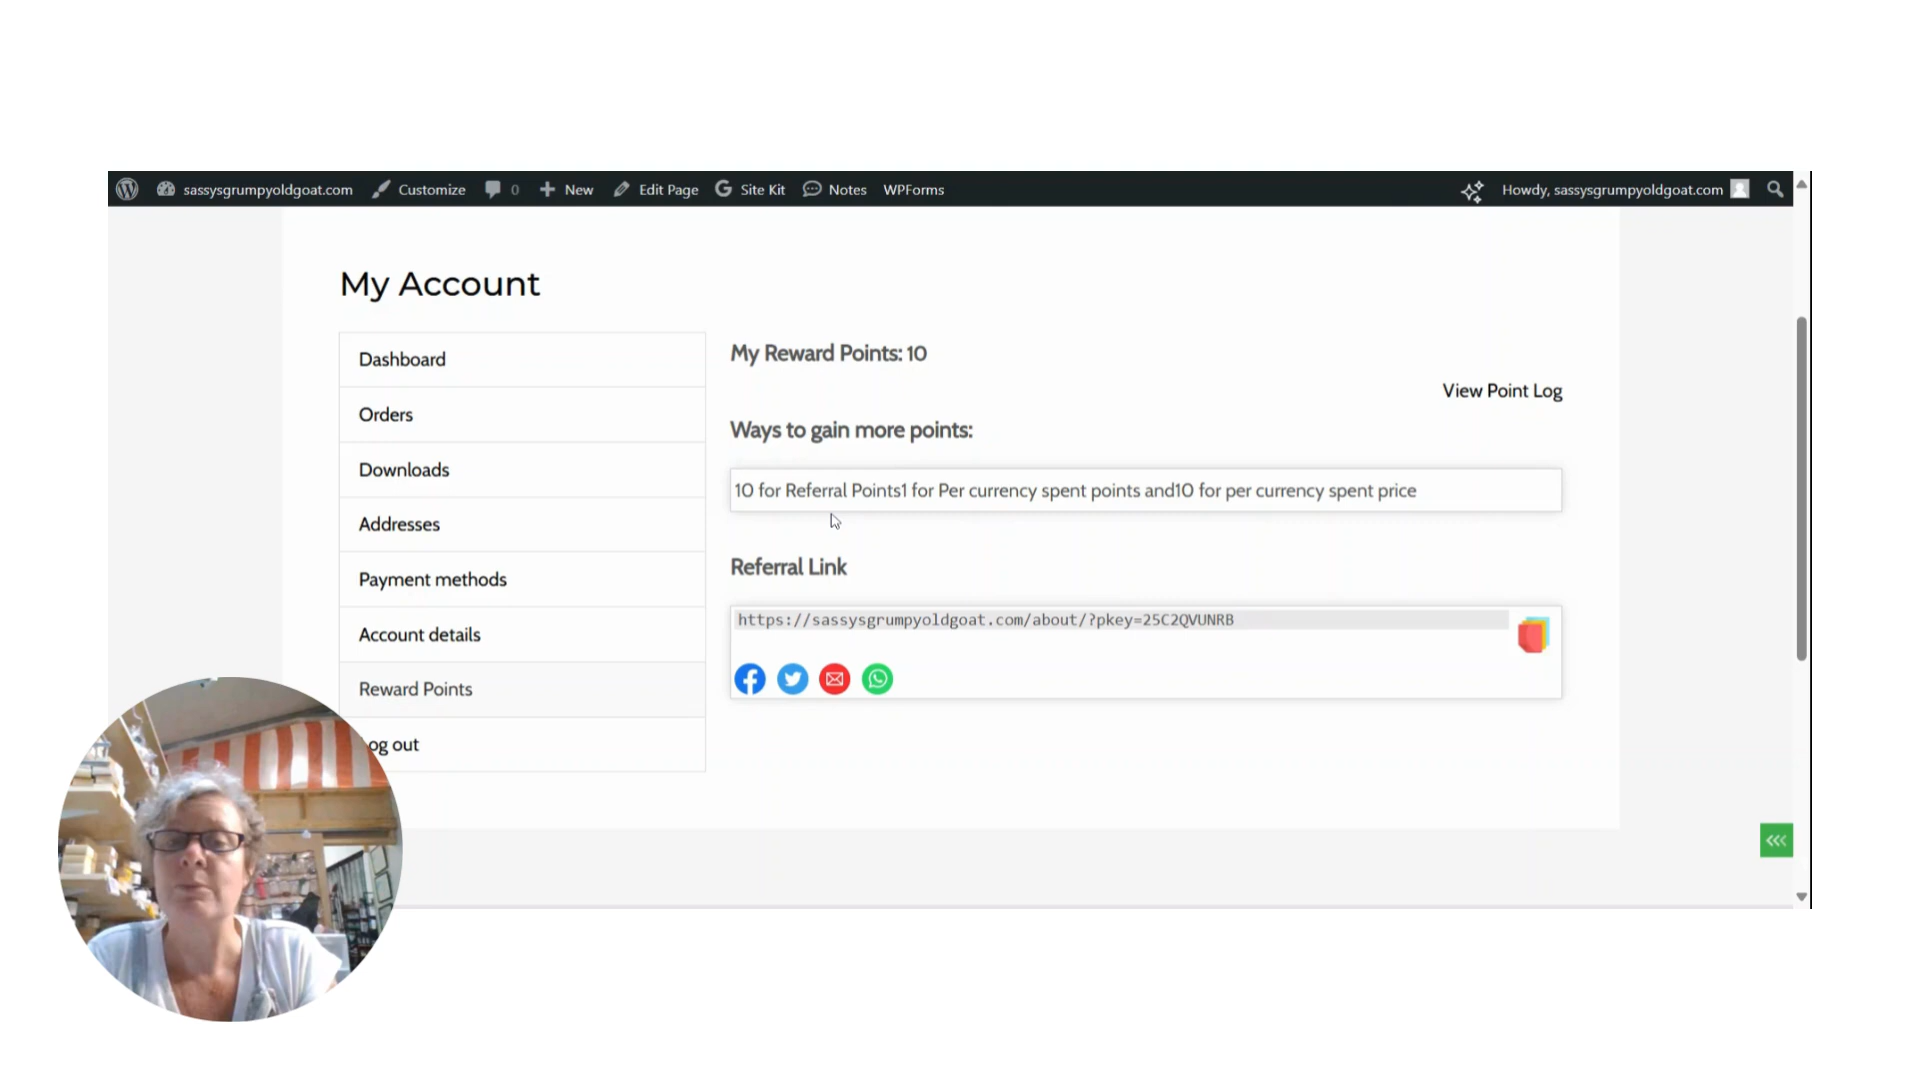 sassysgrumpyoldgoat.com Customize 0 New Edit Page Site Kit Notes WPForms Howdy, sassysgrumpyoldgoat.com
My Account
Dashboard
Orders
Downloads
Addresses
Payment methods
Account details
Reward Points
og out
My Reward Points: 10
View Point Log
Ways to gain more points:
10 for Referral Points1 for Per currency spent points and10 for per currency spent price
Referral Link
https://sassysgrumpyoldgoat.com/about/?pkey=25C2QVUNRB